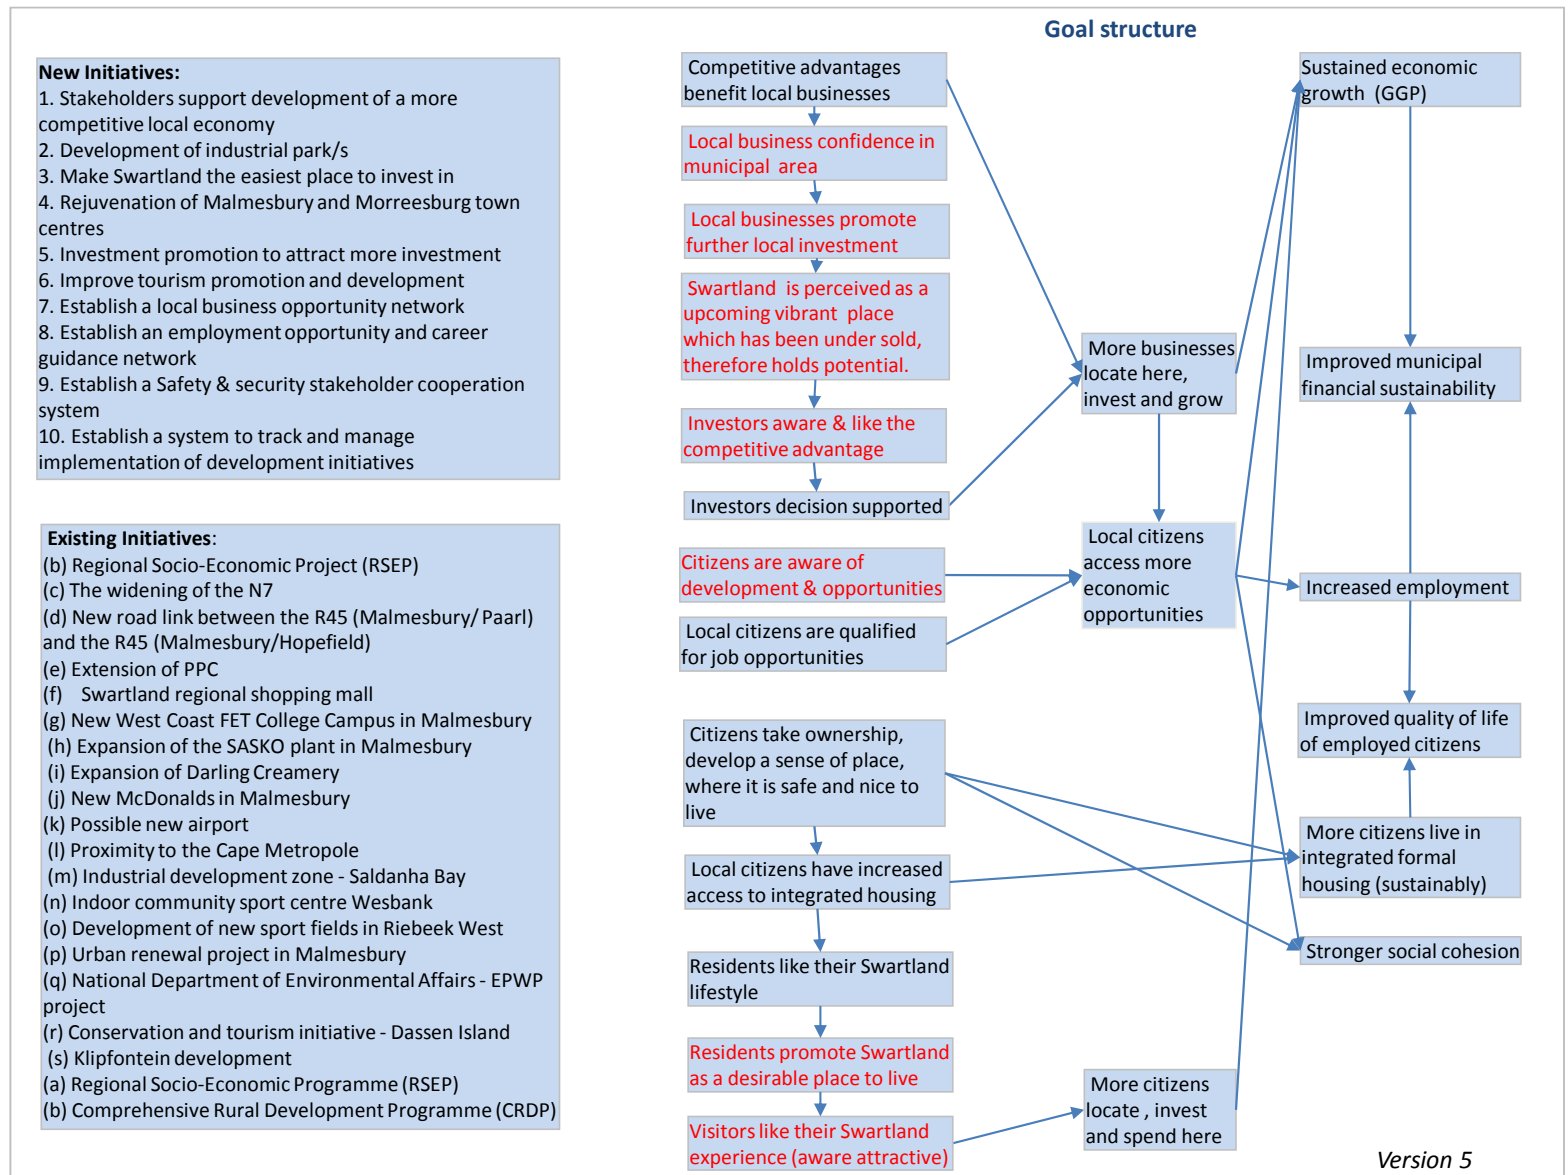 Goal structure
New Initiatives:
1. Stakeholders support development of a more
competitive local economy
2. Development of industrial park/s
3. Make Swartland the easiest place to invest in
4. Rejuvenation of Malmesbury and Morreesburg town
centres
5. Investment promotion to attract more investment
6. Improve tourism promotion and development
7. Establish a local business opportunity network
8. Establish an employment opportunity and career
guidance network
9. Establish a Safety & security stakeholder cooperation
system
10. Establish a system to track and manage
implementation of development initiatives
Existing Initiatives:
(b) Regional Socio-Economic Project (RSEP)
(c) The widening of the N7
(d) New road link between the R45 (Malmesbury/ Paarl)
and the R45 (Malmesbury/Hopefield)
(e) Extension of PPC
(f) Swartland regional shopping mall
(g) New West Coast FET College Campus in Malmesbury
(h) Expansion of the SASKO plant in Malmesbury
(i) Expansion of Darling Creamery
(j) New McDonalds in Malmesbury
(k) Possible new airport
(l) Proximity to the Cape Metropole
(m) Industrial development zone - Saldanha Bay
(n) Indoor community sport centre Wesbank
(o) Development of new sport fields in Riebeek West
(p) Urban renewal project in Malmesbury
(q) National Department of Environmental Affairs - EPWP
project
(r) Conservation and tourism initiative - Dassen Island
(s) Klipfontein development
(a) Regional Socio-Economic Programme (RSEP)
(b) Comprehensive Rural Development Programme (CRDP)
Competitive advantages
benefit local businesses
Local business confidence in
municipal area
Local businesses promote
further local investment
Swartland is perceived as a
upcoming vibrant place
which has been under sold,
therefore holds potential.
Investors aware & like the
competitive advantage
Investors decision supported
Citizens are aware of
development & opportunities
Local citizens are qualified
for job opportunities
Citizens take ownership,
develop a sense of place,
where it is safe and nice to
live
Local citizens have increased
access to integrated housing
Residents like their Swartland
lifestyle
Residents promote Swartland
as a desirable place to live
Visitors like their Swartland
experience (aware attractive)
More businesses
locate here,
invest and grow
Local citizens
access more
economic
opportunities
More citizens
locate , invest
and spend here
Sustained economic
growth (GGP)
Improved municipal
financial sustainability
Increased employment
Improved quality of life
of employed citizens
More citizens live in
integrated formal
housing (sustainably)
Stronger social cohesion
Version 5